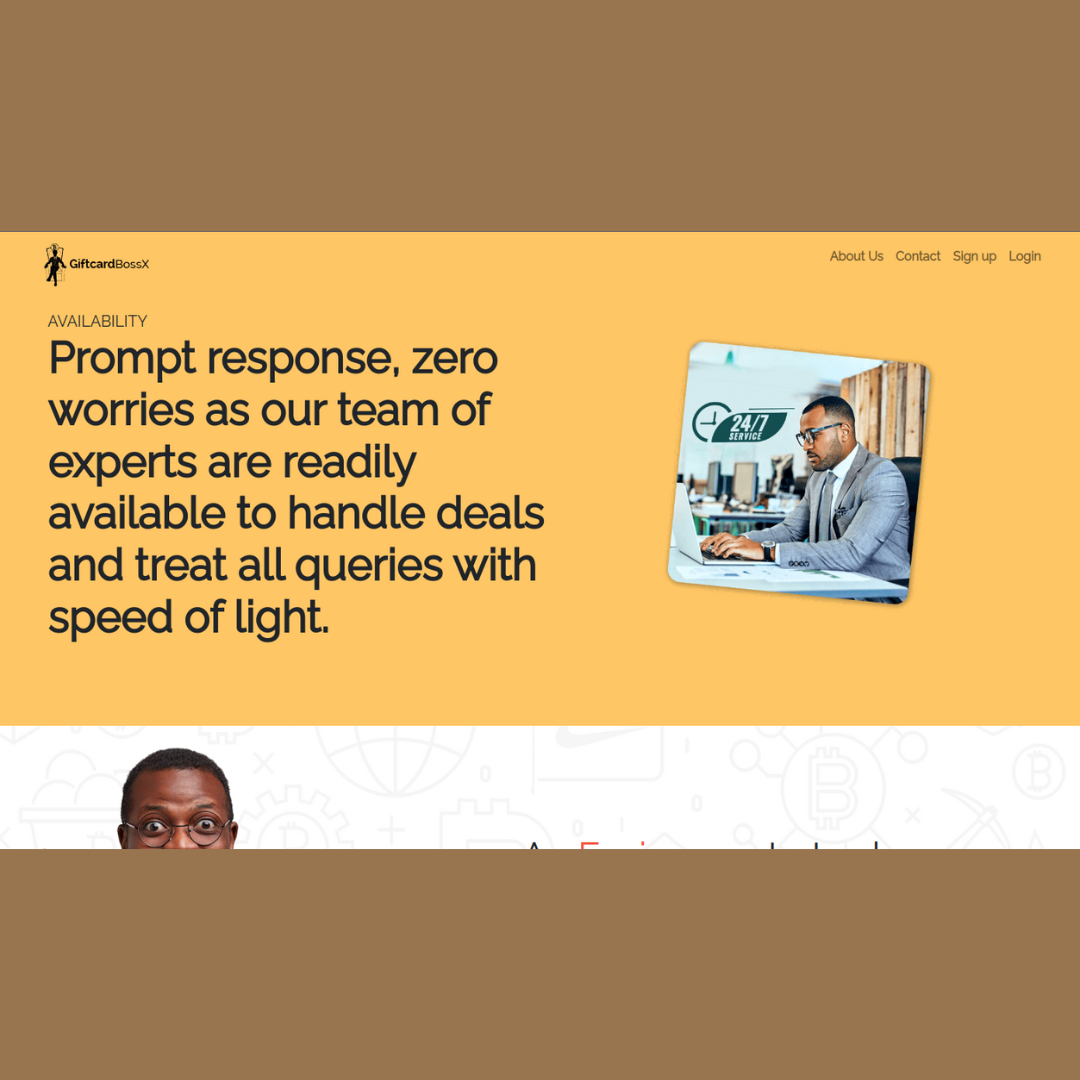 GiftcardBossX
About Us Contact Sign up Login
AVAILABILITY
Prompt response, zero
worries as our team of
experts are readily
available to handle deals
and treat all queries with
speed of light.
24/7
SERVICE